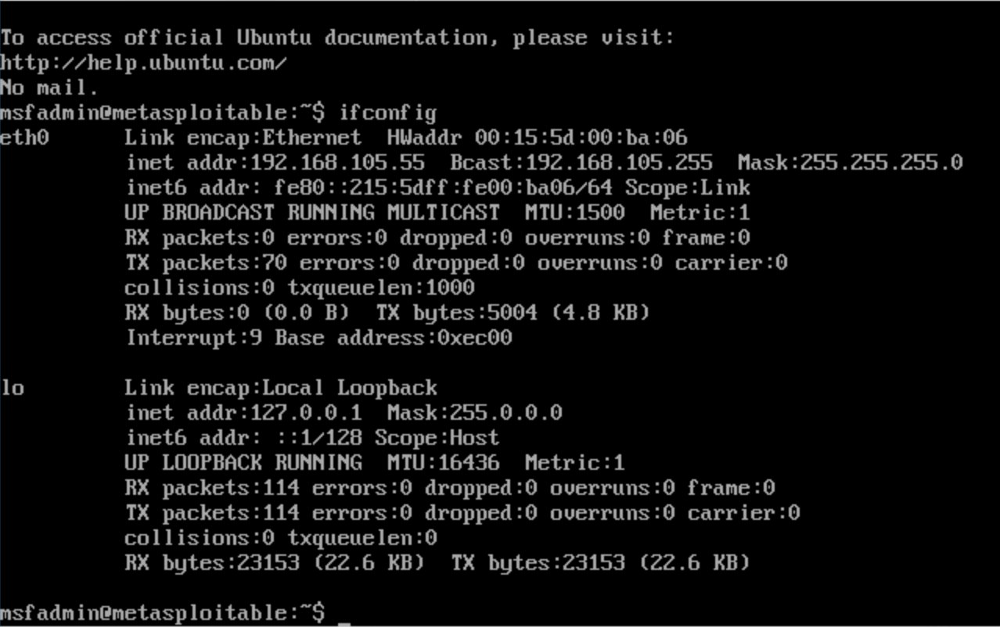 To access official Ubuntu documentation, please visit:
http://help.ubuntu.com/
No mail.
msfadmin@metasploitable:~$ ifconfig
eth0      Link encap:Ethernet  HWaddr 00:15:5d:00:ba:06
          inet addr:192.168.105.55  Bcast:192.168.105.255  Mask:255.255.255.0
          inet6 addr: fe80::215:5dff:fe00:ba06/64 Scope:Link
          UP BROADCAST RUNNING MULTICAST  MTU:1500  Metric:1
          RX packets:0 errors:0 dropped:0 overruns:0 frame:0
          TX packets:70 errors:0 dropped:0 overruns:0 carrier:0
          collisions:0 txqueuelen:1000
          RX bytes:0 (0.0 B)  TX bytes:5004 (4.8 KB)
          Interrupt:9 Base address:0xec00

lo        Link encap:Local Loopback
          inet addr:127.0.0.1  Mask:255.0.0.0
          inet6 addr: ::1/128 Scope:Host
          UP LOOPBACK RUNNING  MTU:16436  Metric:1
          RX packets:114 errors:0 dropped:0 overruns:0 frame:0
          TX packets:114 errors:0 dropped:0 overruns:0 carrier:0
          collisions:0 txqueuelen:0
          RX bytes:23153 (22.6 KB)  TX bytes:23153 (22.6 KB)

msfadmin@metasploitable:~$ _